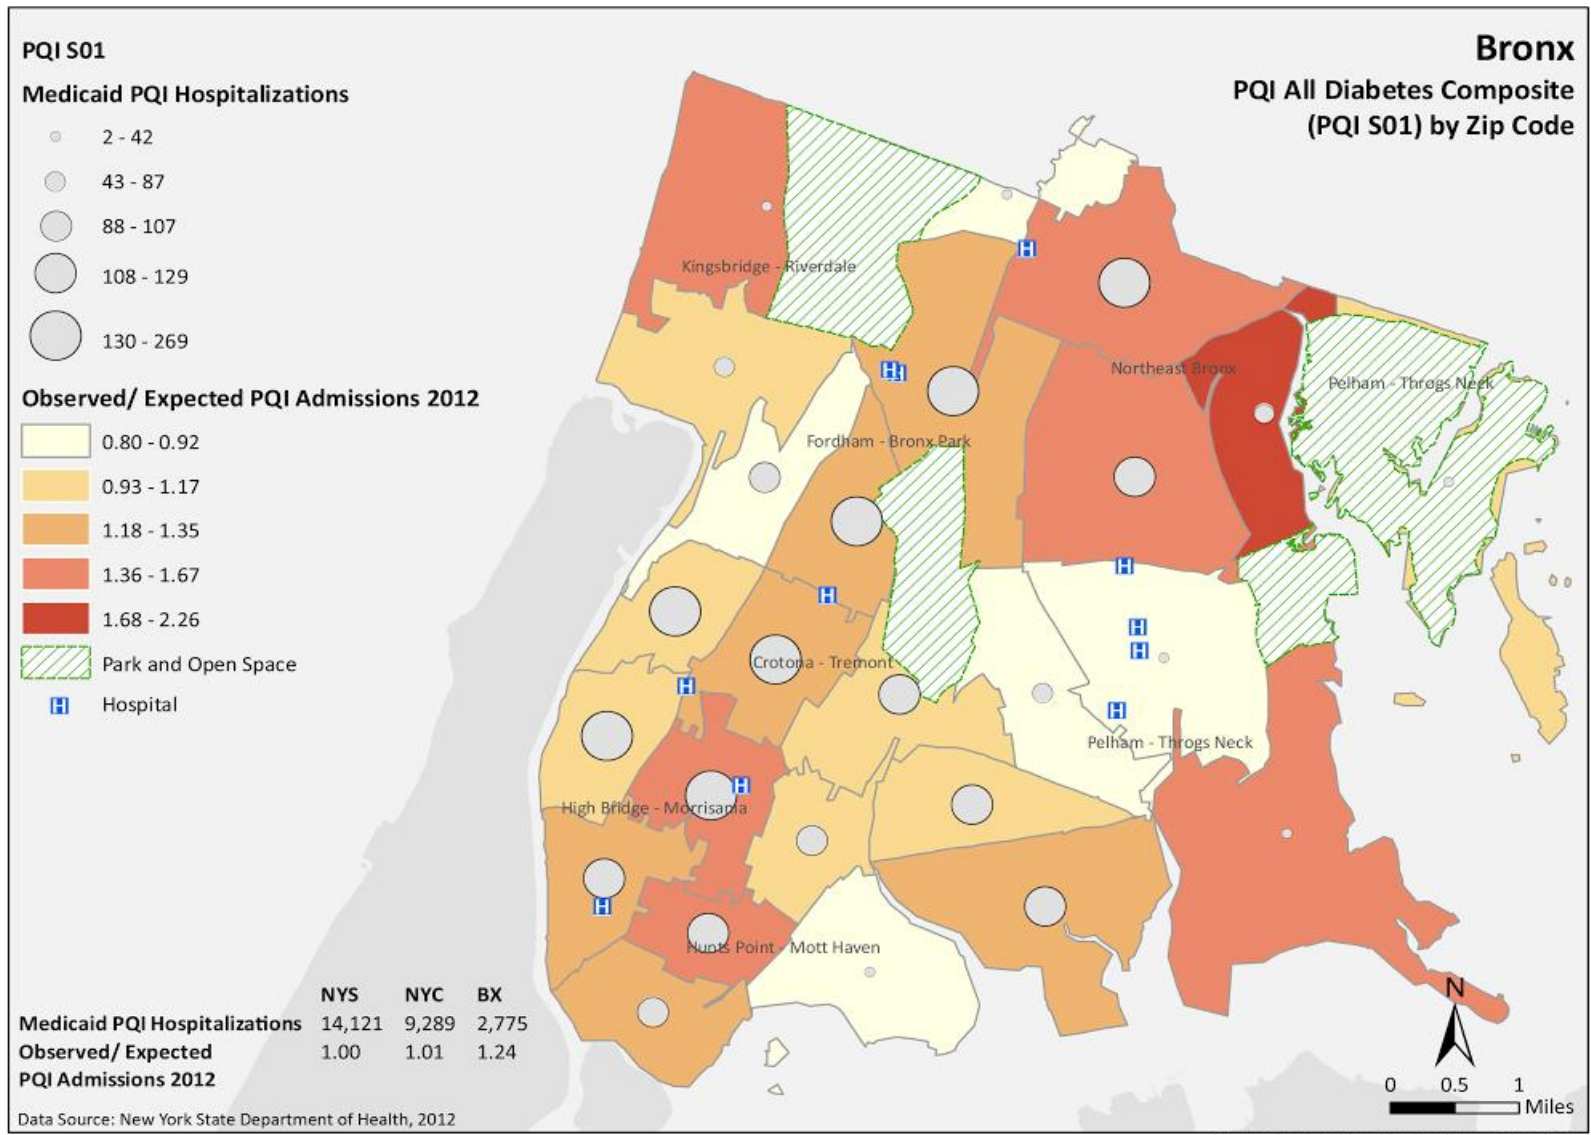 PQI S01
Medicaid PQI Hospitalizations
2 - 42
43 - 87
88 - 107
108 - 129
130 - 269
Observed/ Expected PQI Admissions 2012
0.80 - 0.92
0.93 - 1.17
1.18 - 1.35
1.36 - 1.67
1.68 - 2.26
Park and Open Space
H Hospital
Bronx
PQI All Diabetes Composite
(PQI S01) by Zip Code
H
Kingsbridge - Riverdale
Northeast Bronx
H H
Pelham - Throgs Neck
Fordham - Bronx Park
H
H
H
H
Crotona - Tremont
H
H
Pelham - Throgs Neck
H
High Bridge - Morrisania
H
Hunts Point - Mott Haven
NYS NYC BX
Medicaid PQI Hospitalizations 14,121 9,289 2,775
Observed/ Expected 1.00 1.01 1.24
PQI Admissions 2012
Data Source: New York State Department of Health, 2012
N
0 0.5 1
Miles